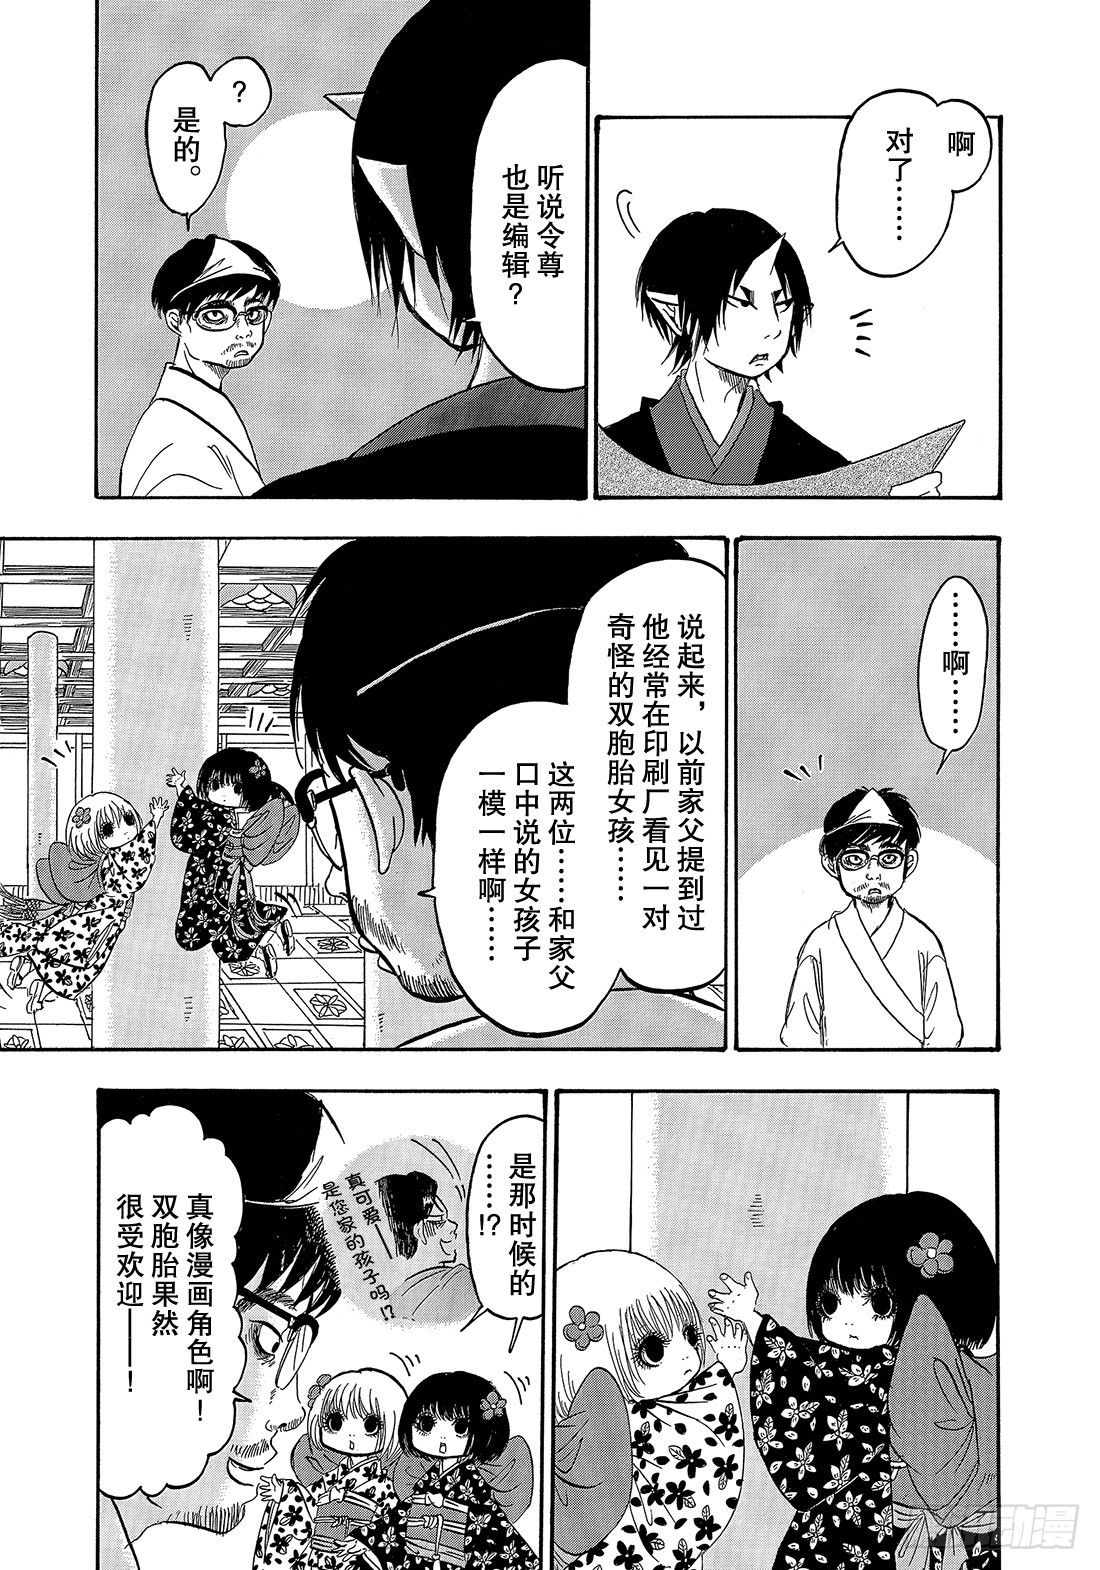 啊
对了……
听说令尊
也是编辑？
？
是的。
……啊……
说起来，以前家父提到过
他经常在印刷厂看见一对
奇怪的双胞胎女孩……
这两位……和家父
口中说的女孩子
一模一样啊……
是那时候的
……!?
真可爱—
是您家的孩子吗!?
真像漫画角色啊！
双胞胎果然
很受欢迎——！
动漫